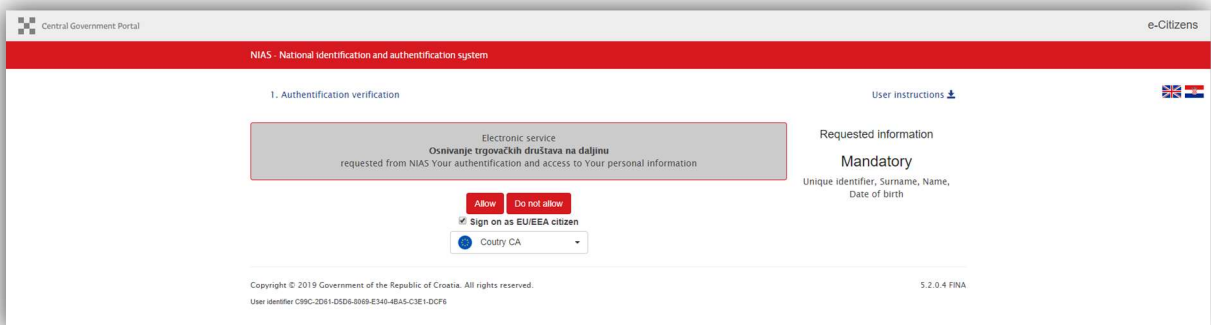 Central Government Portal
e-Citizens
NIAS - National identification and authentification system
1. Authentification verification
User instructions
Electronic service
Osnivanje trgovačkih društava na daljinu
requested from NIAS Your authentification and access to Your personal information
Requested information
Mandatory
Unique identifier, Surname, Name,
Date of birth
Allow
Do not allow
Sign on as EU/EEA citizen
Coutry CA
Copyright © 2019 Government of the Republic of Croatia. All rights reserved.
5.2.0.4 FINA
User identifier C99C-2D61-D5D6-8069-E340-4BA5-C3E1-DCF6